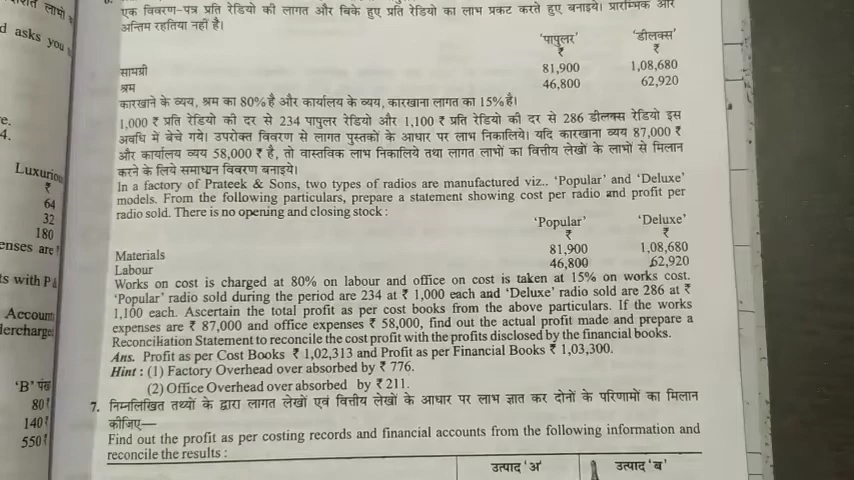 एक विवरण-पत्र प्रति रेडियो की लागत और बिके हुए प्रति रेडियो का लाभ प्रकट करते हुए बनाइये। प्रारम्भिक और
अन्तिम रहतिया नहीं है।
'पापुलर' 'डीलक्स'
₹ ₹
सामग्री 81,900 1,08,680
श्रम 46,800 62,920
कारखाने के व्यय, श्रम का 80% है और कार्यालय के व्यय, कारखाना लागत का 15% है।
1,000 ₹ प्रति रेडियो की दर से 234 पापुलर रेडियो और 1,100 ₹ प्रति रेडियो की दर से 286 डीलक्स रेडियो इस
अवधि में बेचे गये। उपरोक्त विवरण से लागत पुस्तकों के आधार पर लाभ निकालिये। यदि कारखाना व्यय 87,000 ₹
और कार्यालय व्यय 58,000 ₹ है, तो वास्तविक लाभ निकालिये तथा लागत लाभों का वित्तीय लेखों के लाभों से मिलान
करने के लिये समाधान विवरण बनाइये।
In a factory of Prateek & Sons, two types of radios are manufactured viz.. 'Popular' and 'Deluxe'
models. From the following particulars, prepare a statement showing cost per radio and profit per
radio sold. There is no opening and closing stock :
'Popular' 'Deluxe'
₹ ₹
Materials 81,900 1,08,680
Labour 46,800 62,920
Works on cost is charged at 80% on labour and office on cost is taken at 15% on works cost.
'Popular' radio sold during the period are 234 at ₹ 1,000 each and 'Deluxe' radio sold are 286 at ₹
1,100 each. Ascertain the total profit as per cost books from the above particulars. If the works
expenses are ₹ 87,000 and office expenses ₹ 58,000, find out the actual profit made and prepare a
Reconciliation Statement to reconcile the cost profit with the profits disclosed by the financial books.
Ans. Profit as per Cost Books ₹ 1,02,313 and Profit as per Financial Books ₹ 1,03,300.
Hint : (1) Factory Overhead over absorbed by ₹ 776.
(2) Office Overhead over absorbed by ₹ 211.
7. निम्नलिखित तथ्यों के द्वारा लागत लेखों एवं वित्तीय लेखों के आधार पर लाभ ज्ञात कर दोनों के परिणामों का मिलान
कीजिए—
Find out the profit as per costing records and financial accounts from the following information and
reconcile the results :
उत्पाद 'अ' उत्पाद 'ब'
asks you
4.
Luxurious
₹
64
32
180
enses are ₹
ts with
Account
'B' पंखे
80 ₹
140 ₹
550 ₹